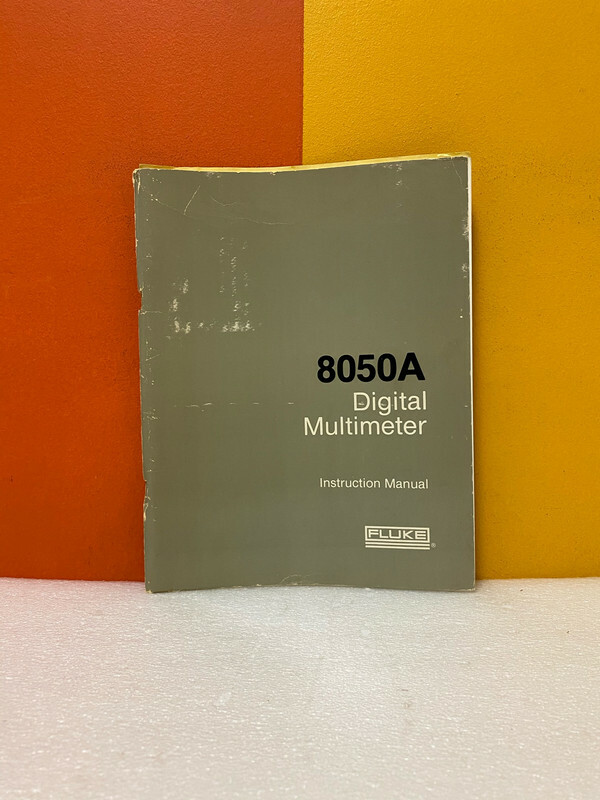 8050A
Digital
Multimeter
Instruction Manual
FLUKE
®